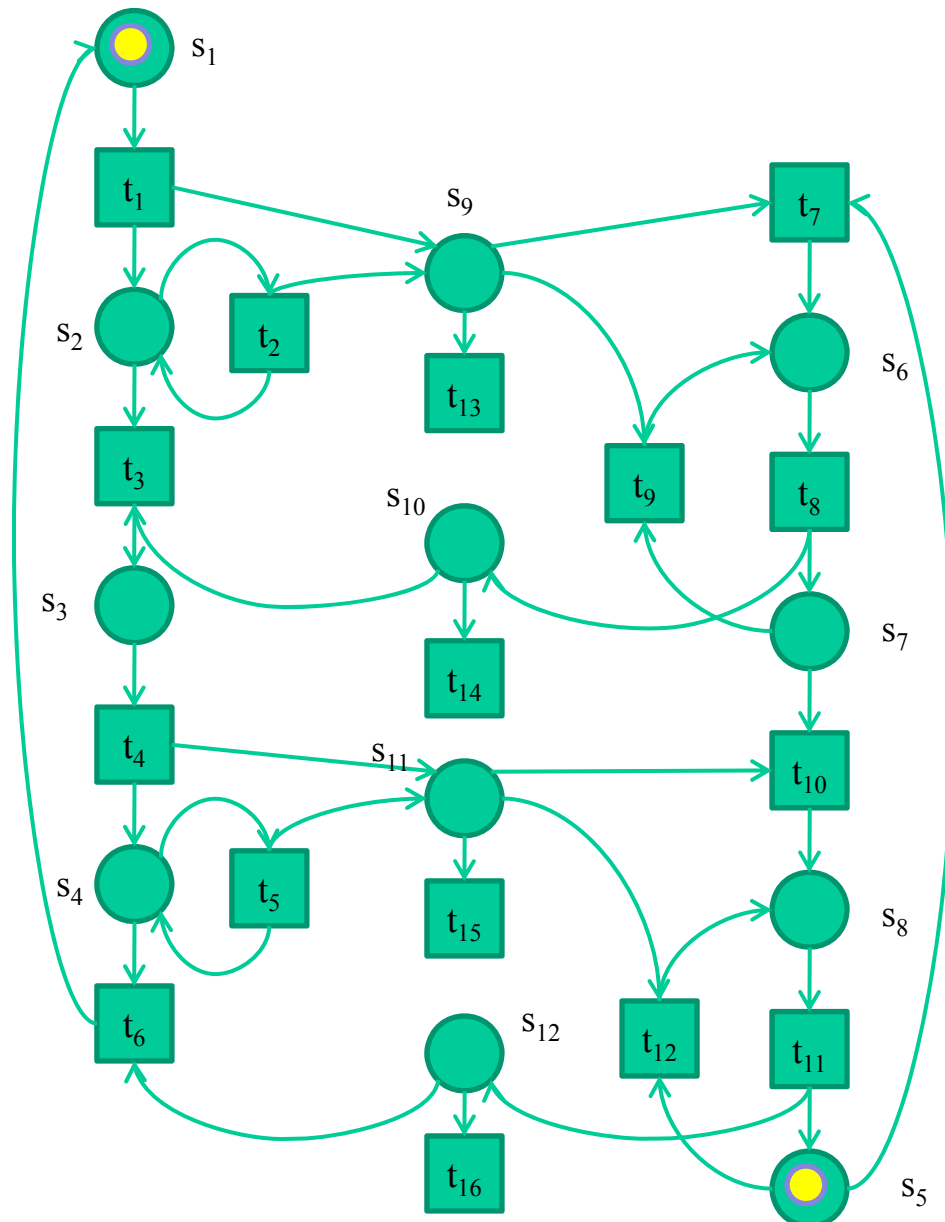 s₁
t₁
s₉
t₇
s₂
t₂
s₆
t₁₃
t₃
s₁₀
t₉
t₈
s₃
s₇
t₁₄
t₄
s₁₁
t₁₀
s₄
t₅
t₁₅
s₈
t₆
s₁₂
t₁₂
t₁₁
t₁₆
s₅